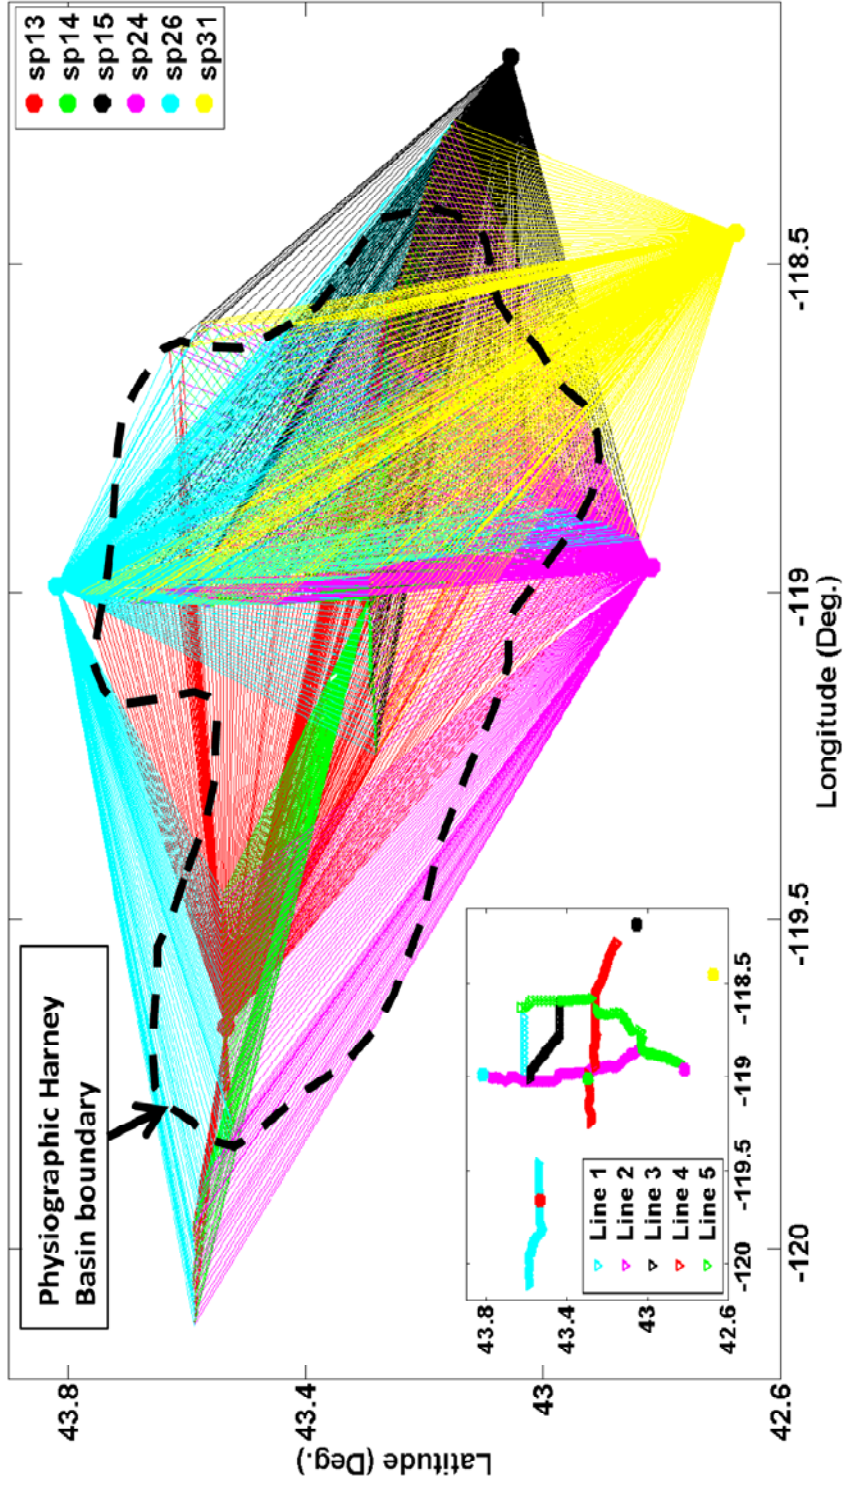 sp13
sp14
sp15
sp24
sp26
sp31
Physiographic Harney
Basin boundary
43.8
43.4
43
42.6
Latitude (Deg.)
-120
-119.5
-119
-118.5
Longitude (Deg.)
43.8
43.4
43
42.6
-120
-119.5
-119
-118.5
Line 1
Line 2
Line 3
Line 4
Line 5